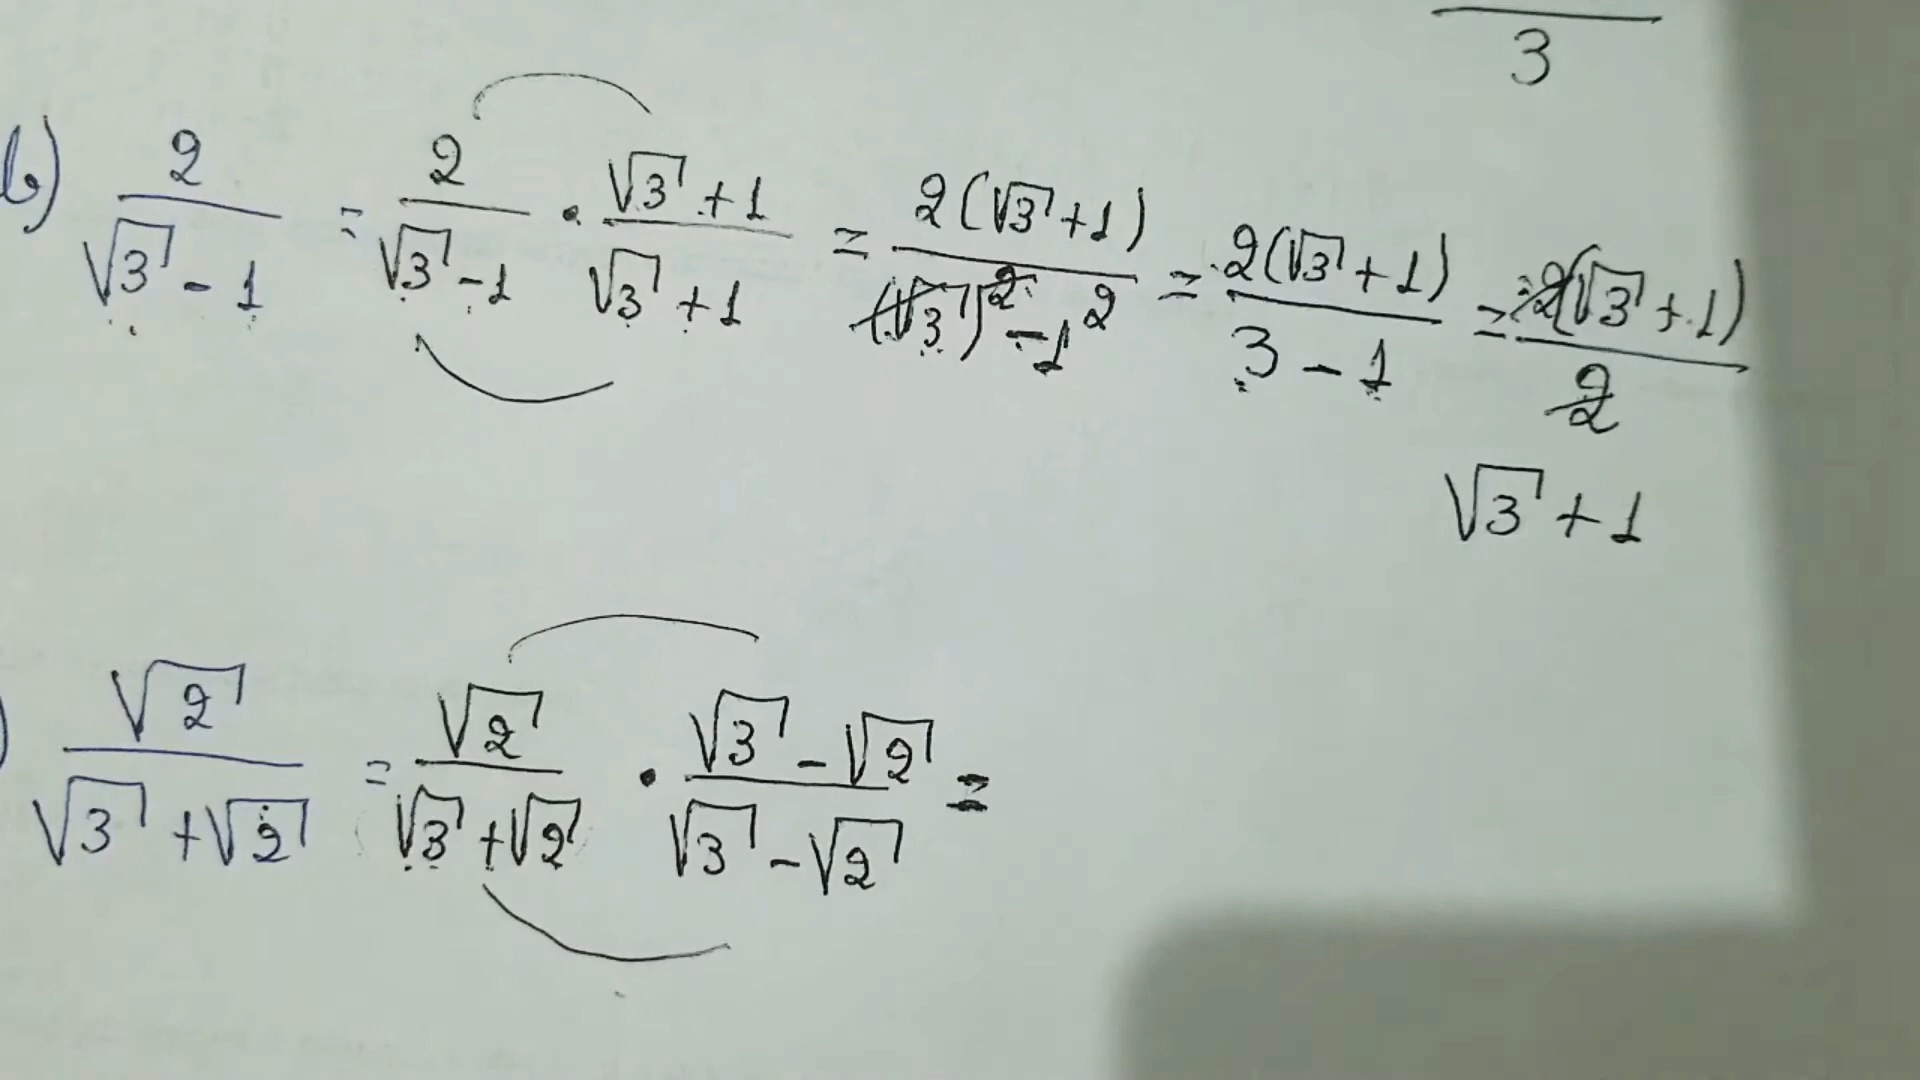 3
b) 2/(√3 - 1) = 2/(√3 - 1) · (√3 + 1)/(√3 + 1) = 2(√3 + 1)/((√3)² - 1²) = 2(√3 + 1)/(3 - 1) = 2(√3 + 1)/2
√3 + 1
) √2/(√3 + √2) = √2/(√3 + √2) · (√3 - √2)/(√3 - √2) =